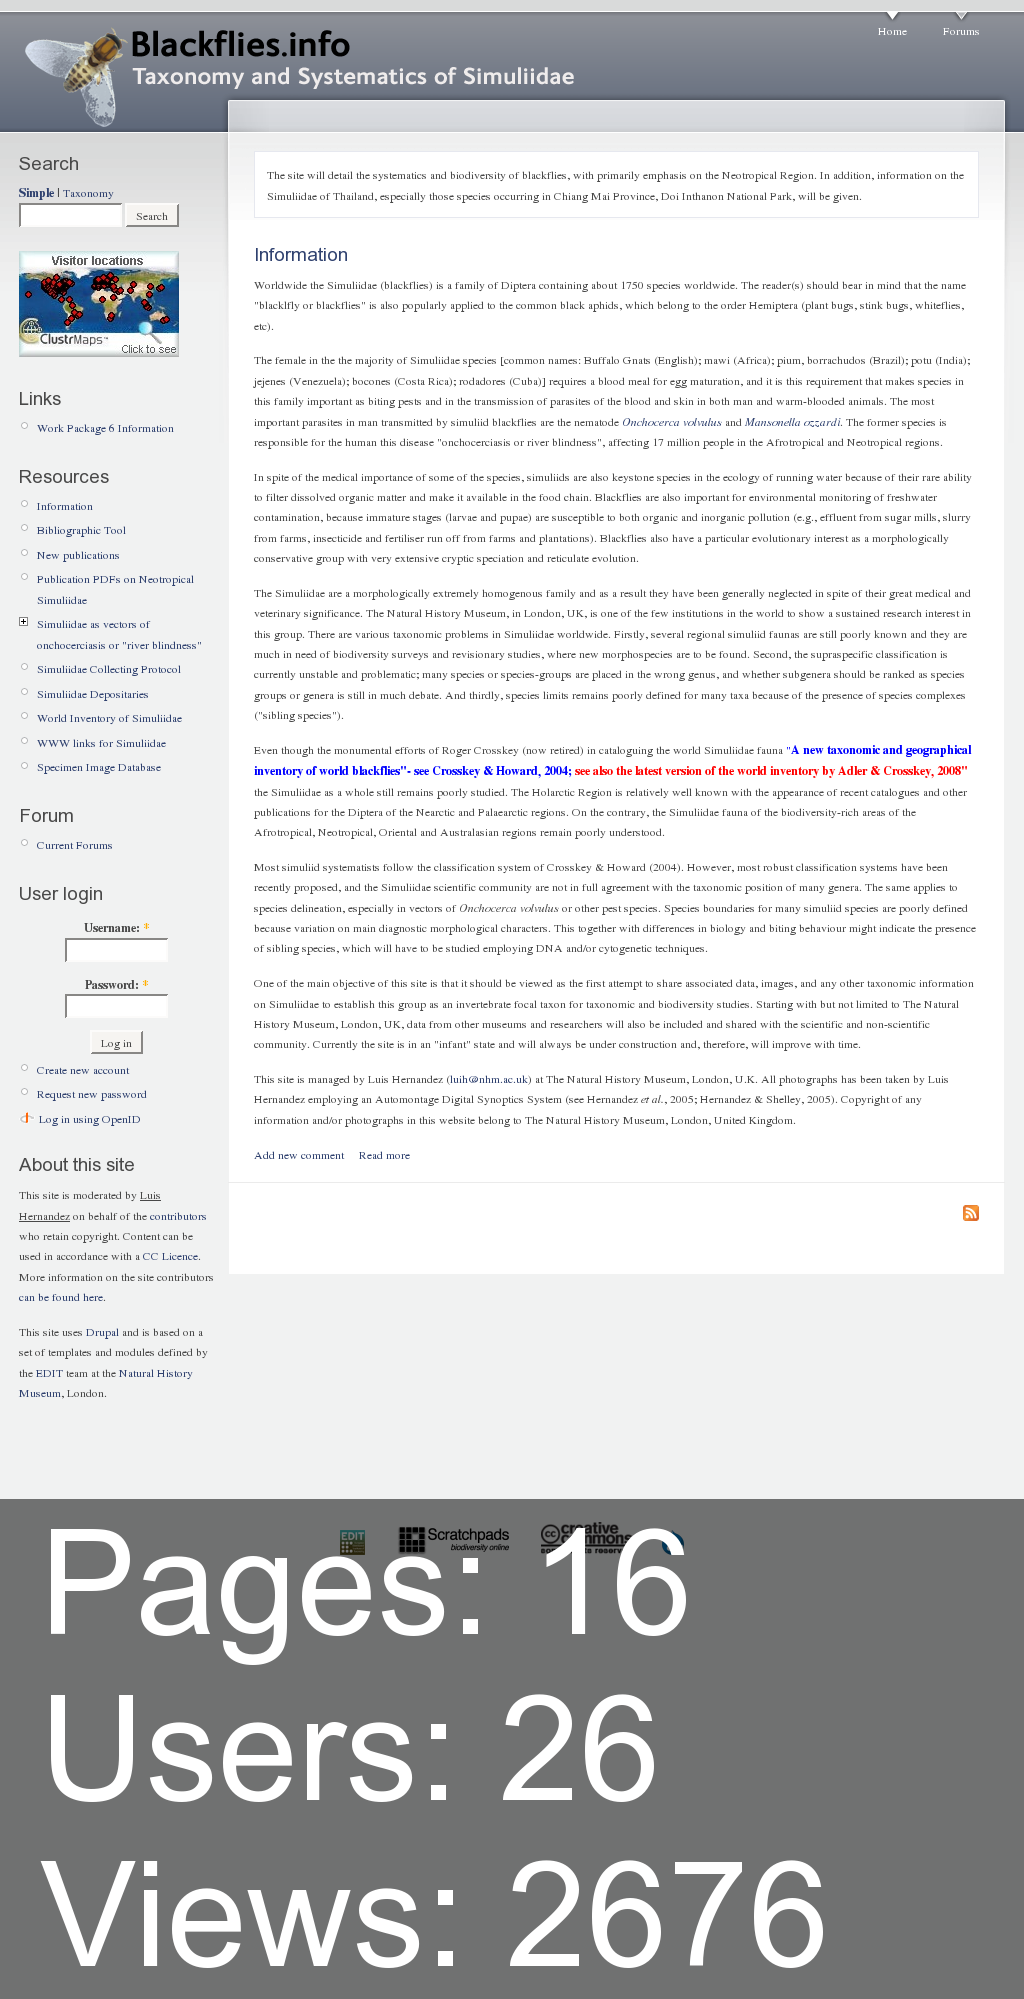 Home Forums
Blackflies.info
Taxonomy and Systematics of Simuliidae
Search
Simple | Taxonomy
Search
Visitor locations
ClustrMaps™
Click to see
Links
Work Package 6 Information
Resources
Information
Bibliographic Tool
New publications
Publication PDFs on Neotropical
Simuliidae
Simuliidae as vectors of
onchocerciasis or "river blindness"
Simuliidae Collecting Protocol
Simuliidae Depositaries
World Inventory of Simuliidae
WWW links for Simuliidae
Specimen Image Database
Forum
Current Forums
User login
Username: *
Password: *
Log in
Create new account
Request new password
Log in using OpenID
About this site
This site is moderated by Luis
Hernandez on behalf of the contributors
who retain copyright. Content can be
used in accordance with a CC Licence.
More information on the site contributors
can be found here.
This site uses Drupal and is based on a
set of templates and modules defined by
the EDIT team at the Natural History
Museum, London.
The site will detail the systematics and biodiversity of blackflies, with primarily emphasis on the Neotropical Region. In addition, information on the
Simuliidae of Thailand, especially those species occurring in Chiang Mai Province, Doi Inthanon National Park, will be given.
Information
Worldwide the Simuliidae (blackflies) is a family of Diptera containing about 1750 species worldwide. The reader(s) should bear in mind that the name
"blacklfly or blackflies" is also popularly applied to the common black aphids, which belong to the order Hemiptera (plant bugs, stink bugs, whiteflies,
etc).
The female in the the majority of Simuliidae species [common names: Buffalo Gnats (English); mawi (Africa); pium, borrachudos (Brazil); potu (India);
jejenes (Venezuela); bocones (Costa Rica); rodadores (Cuba)] requires a blood meal for egg maturation, and it is this requirement that makes species in
this family important as biting pests and in the transmission of parasites of the blood and skin in both man and warm-blooded animals. The most
important parasites in man transmitted by simuliid blackflies are the nematode Onchocerca volvulus and Mansonella ozzardi. The former species is
responsible for the human this disease "onchocerciasis or river blindness", affecting 17 million people in the Afrotropical and Neotropical regions.
In spite of the medical importance of some of the species, simuliids are also keystone species in the ecology of running water because of their rare ability
to filter dissolved organic matter and make it available in the food chain. Blackflies are also important for environmental monitoring of freshwater
contamination, because immature stages (larvae and pupae) are susceptible to both organic and inorganic pollution (e.g., effluent from sugar mills, slurry
from farms, insecticide and fertiliser run off from farms and plantations). Blackflies also have a particular evolutionary interest as a morphologically
conservative group with very extensive cryptic speciation and reticulate evolution.
The Simuliidae are a morphologically extremely homogenous family and as a result they have been generally neglected in spite of their great medical and
veterinary significance. The Natural History Museum, in London, UK, is one of the few institutions in the world to show a sustained research interest in
this group. There are various taxonomic problems in Simuliidae worldwide. Firstly, several regional simuliid faunas are still poorly known and they are
much in need of biodiversity surveys and revisionary studies, where new morphospecies are to be found. Second, the supraspecific classification is
currently unstable and problematic; many species or species-groups are placed in the wrong genus, and whether subgenera should be ranked as species
groups or genera is still in much debate. And thirdly, species limits remains poorly defined for many taxa because of the presence of species complexes
("sibling species").
Even though the monumental efforts of Roger Crosskey (now retired) in cataloguing the world Simuliidae fauna "A new taxonomic and geographical
inventory of world blackflies"- see Crosskey & Howard, 2004; see also the latest version of the world inventory by Adler & Crosskey, 2008"
the Simuliidae as a whole still remains poorly studied. The Holarctic Region is relatively well known with the appearance of recent catalogues and other
publications for the Diptera of the Nearctic and Palaearctic regions. On the contrary, the Simuliidae fauna of the biodiversity-rich areas of the
Afrotropical, Neotropical, Oriental and Australasian regions remain poorly understood.
Most simuliid systematists follow the classification system of Crosskey & Howard (2004). However, most robust classification systems have been
recently proposed, and the Simuliidae scientific community are not in full agreement with the taxonomic position of many genera. The same applies to
species delineation, especially in vectors of Onchocerca volvulus or other pest species. Species boundaries for many simuliid species are poorly defined
because variation on main diagnostic morphological characters. This together with differences in biology and biting behaviour might indicate the presence
of sibling species, which will have to be studied employing DNA and/or cytogenetic techniques.
One of the main objective of this site is that it should be viewed as the first attempt to share associated data, images, and any other taxonomic information
on Simuliidae to establish this group as an invertebrate focal taxon for taxonomic and biodiversity studies. Starting with but not limited to The Natural
History Museum, London, UK, data from other museums and researchers will also be included and shared with the scientific and non-scientific
community. Currently the site is in an "infant" state and will always be under construction and, therefore, will improve with time.
This site is managed by Luis Hernandez (luih@nhm.ac.uk) at The Natural History Museum, London, U.K. All photographs has been taken by Luis
Hernandez employing an Automontage Digital Synoptics System (see Hernandez et al., 2005; Hernandez & Shelley, 2005). Copyright of any
information and/or photographs in this website belong to The Natural History Museum, London, United Kingdom.
Add new comment Read more
EDIT Scratchpads creative commons
biodiversity online
Pages: 16
Users: 26
Views: 2676